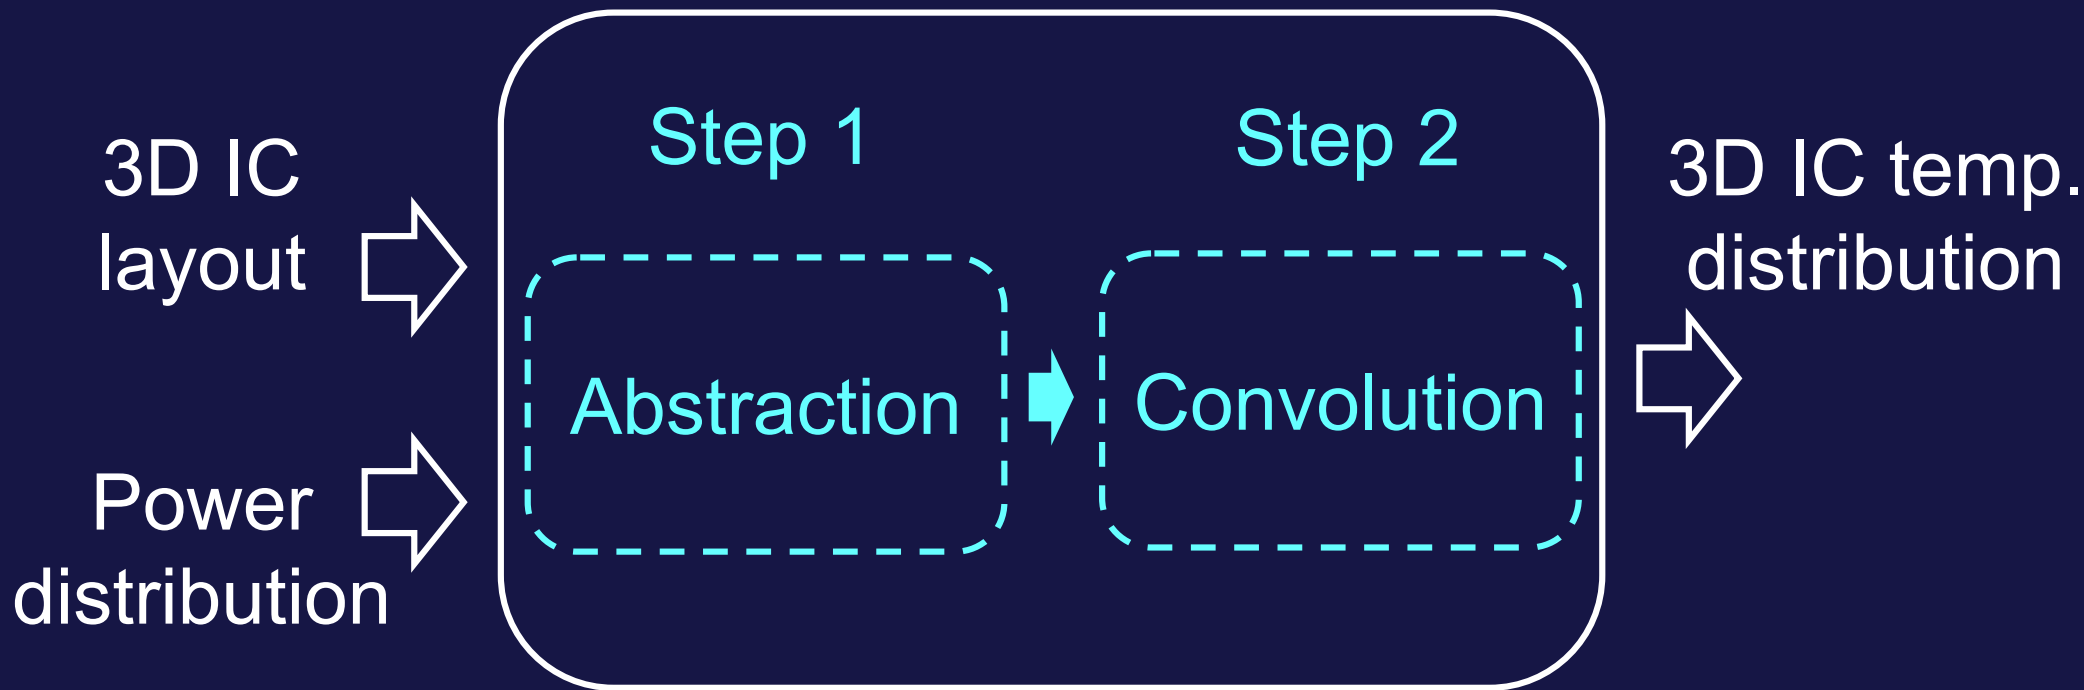 3D IC
layout
Power
distribution
Step 1
Abstraction
Step 2
Convolution
3D IC temp.
distribution